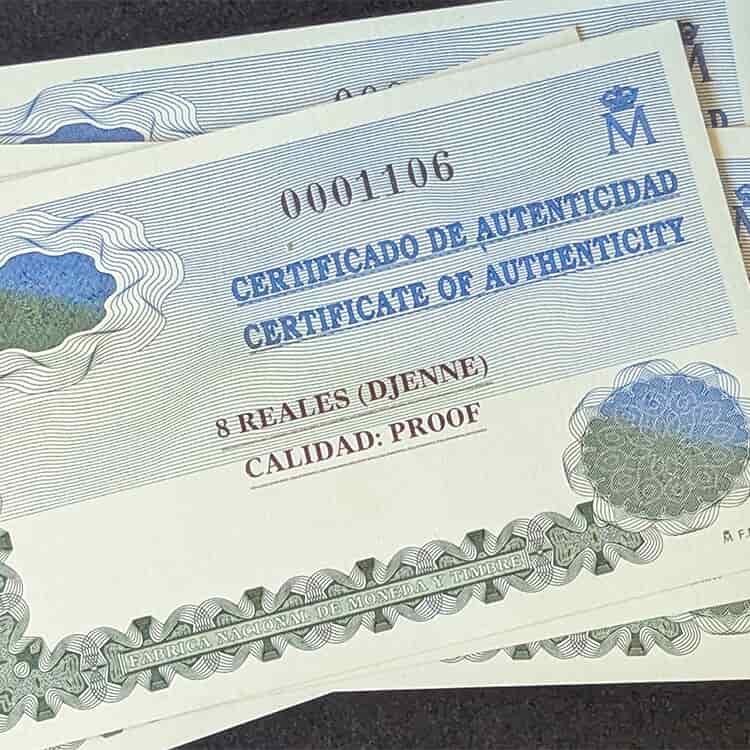 M
0001106
CERTIFICADO DE AUTENTICIDAD
CERTIFICATE OF AUTHENTICITY
8 REALES (DJENNE)
CALIDAD: PROOF
FABRICA NACIONAL DE MONEDA Y TIMBRE
M